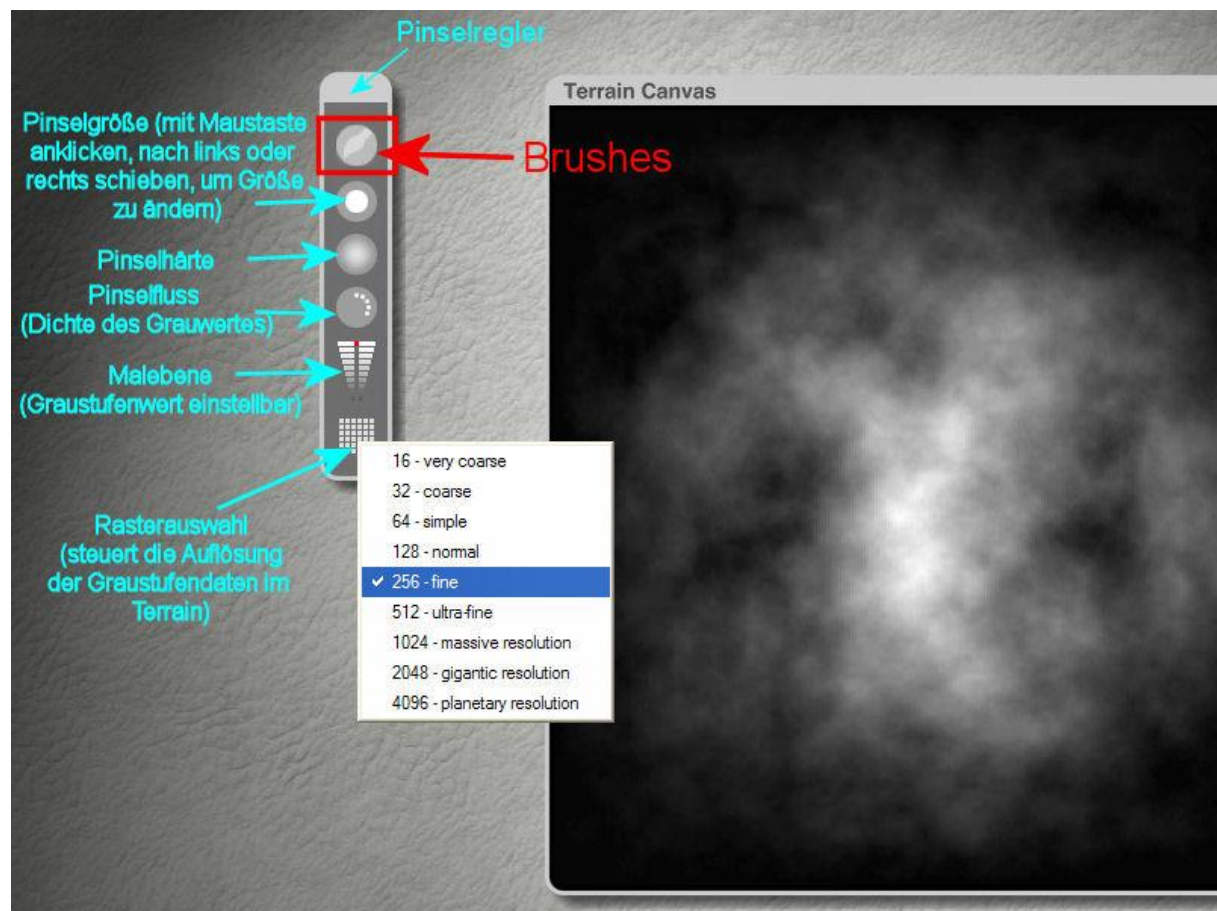 Pinselregler
Terrain Canvas
Pinselgröße (mit Maustaste
anklicken, nach links oder
rechts schieben, um Größe
zu ändern)
Brushes
Pinselhärte
Pinselfluss
(Dichte des Grauwertes)
Malebene
(Graustufenwert einstellbar)
16 - very coarse
32 - coarse
64 - simple
128 - normal
256 - fine
512 - ultra-fine
1024 - massive resolution
2048 - gigantic resolution
4096 - planetary resolution
Rasterauswahl
(steuert die Auflösung
der Graustufendaten im
Terrain)